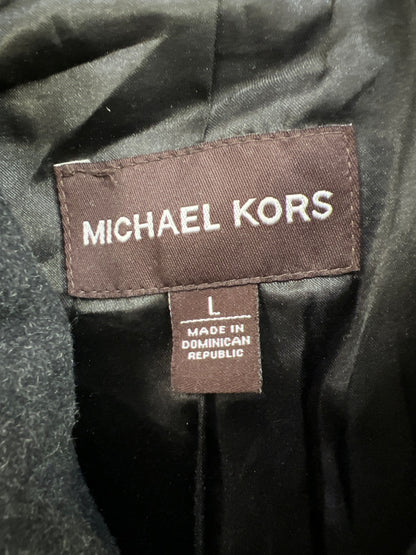 MICHAEL KORS
L
MADE IN
DOMINICAN
REPUBLIC